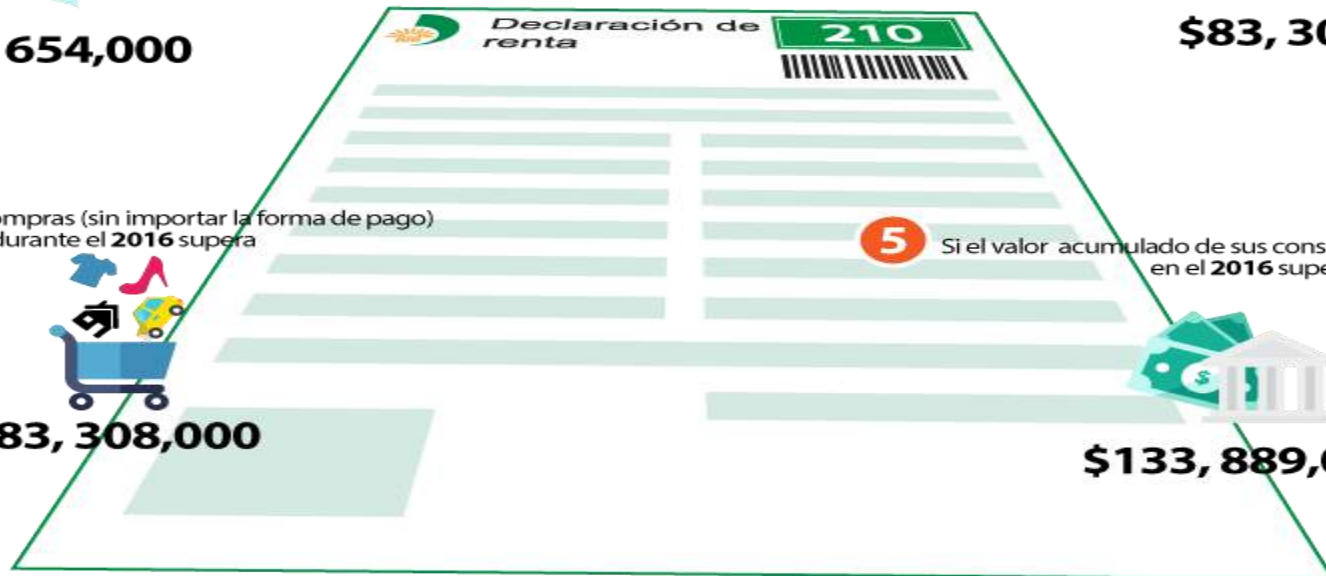 Declaración de
renta
210
654,000
$83, 30
ompras (sin importar la forma de pago)
durante el 2016 supera
83, 308,000
5
Si el valor acumulado de sus cons
en el 2016 supe
$133, 889,